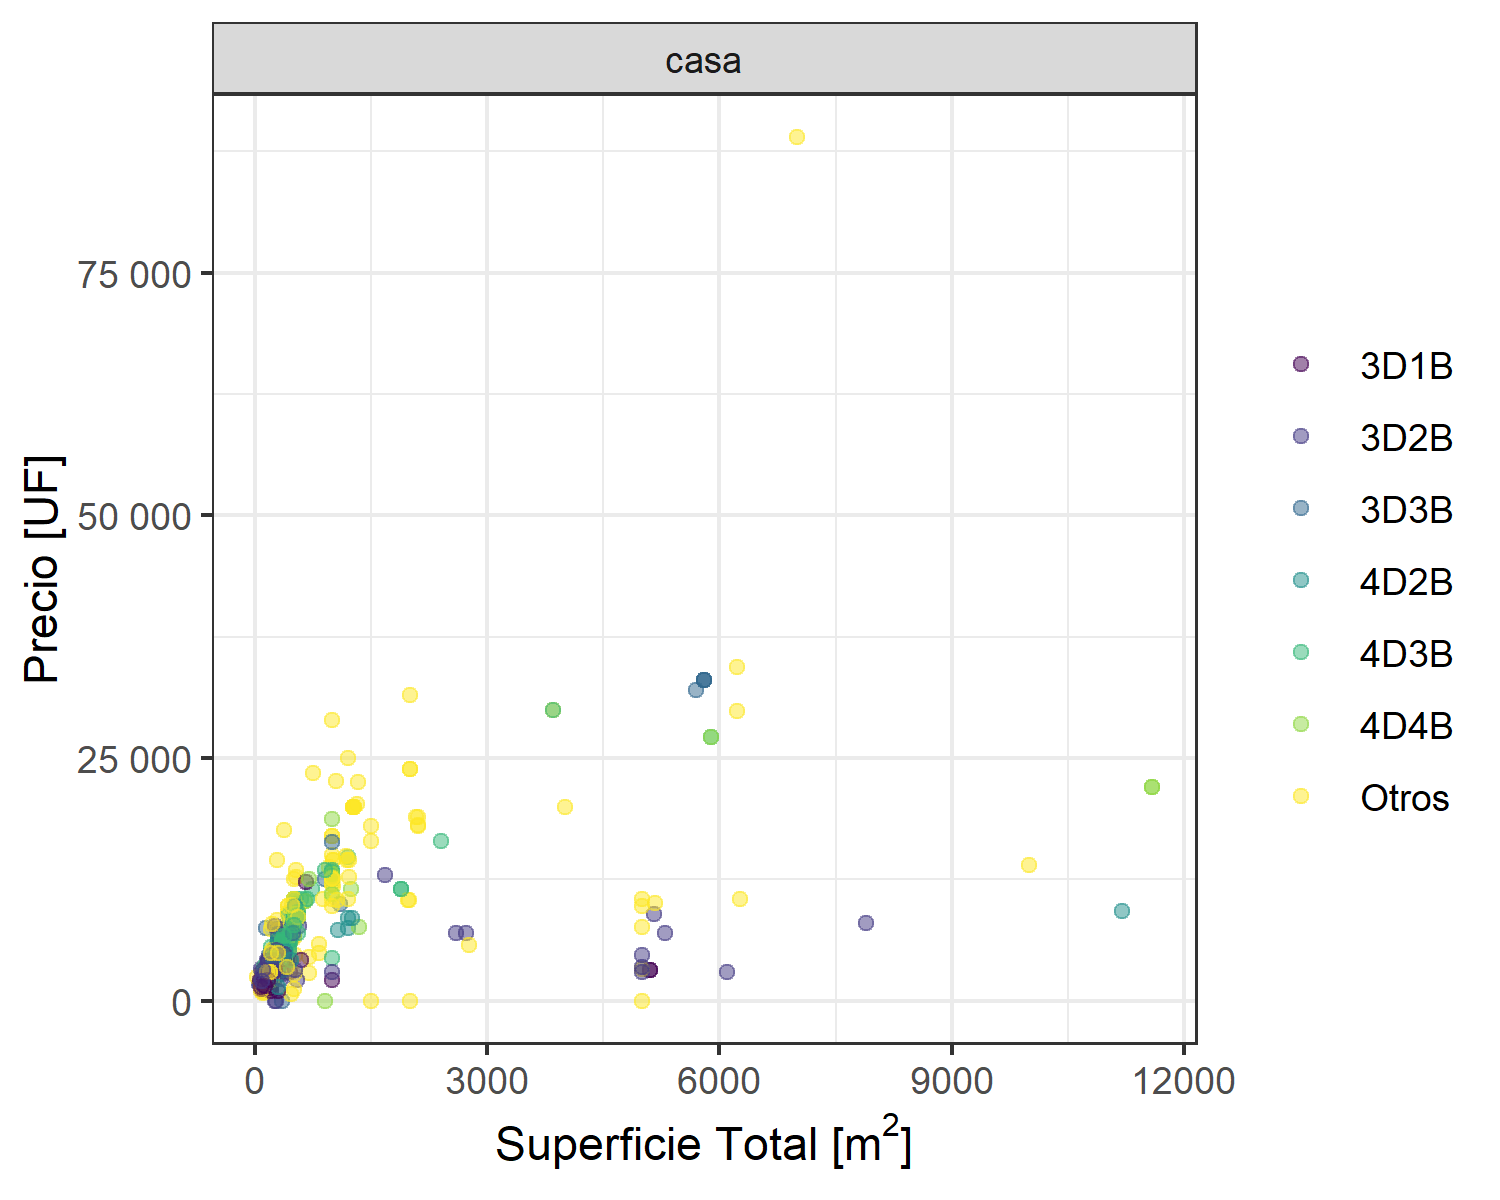 casa
Precio [UF]
75 000
50 000
25 000
0
0 3000 6000 9000 12000
Superficie Total [m²]
3D1B
3D2B
3D3B
4D2B
4D3B
4D4B
Otros